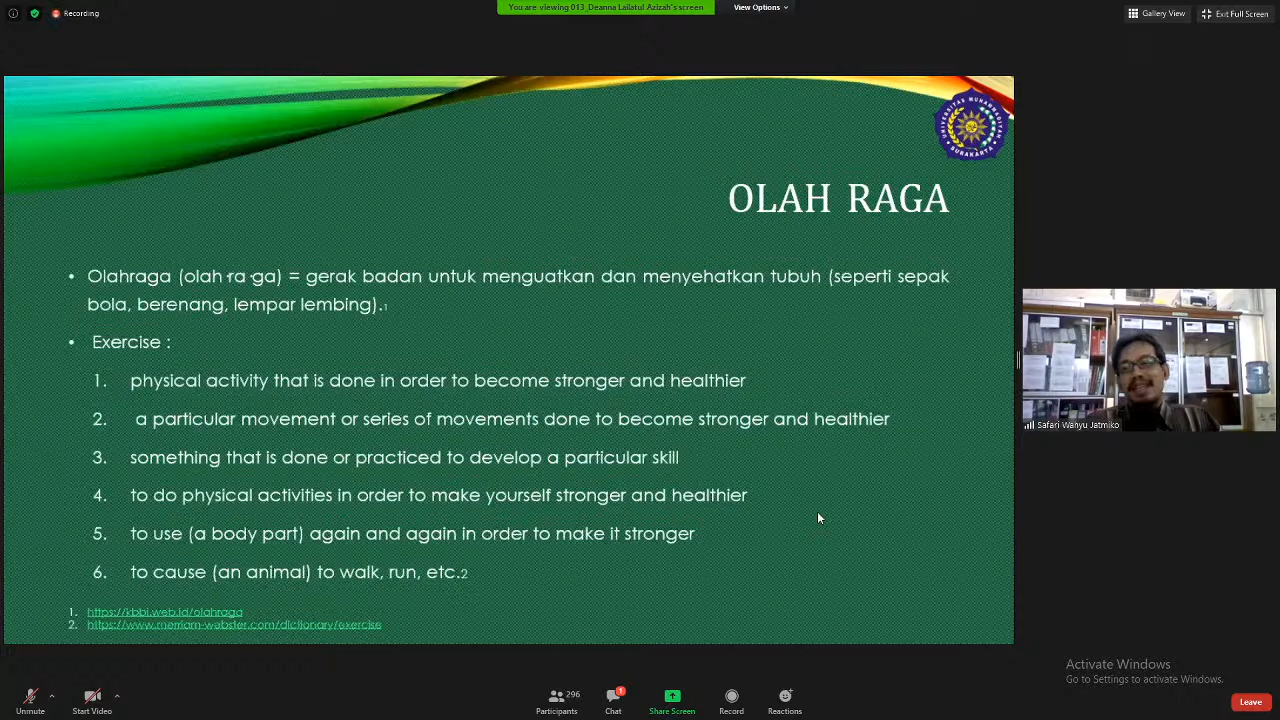 Recording
You are viewing 013_Deanna Lailatul Azizah's screen
View Options
Gallery View
Exit Full Screen
UNIVERSITAS MUHAMMADIYAH
SURAKARTA
OLAH RAGA
• Olahraga (olah·ra·ga) = gerak badan untuk menguatkan dan menyehatkan tubuh (seperti sepak
bola, berenang, lempar lembing).1
• Exercise :
1. physical activity that is done in order to become stronger and healthier
2. a particular movement or series of movements done to become stronger and healthier
3. something that is done or practiced to develop a particular skill
4. to do physical activities in order to make yourself stronger and healthier
5. to use (a body part) again and again in order to make it stronger
6. to cause (an animal) to walk, run, etc.2
1. https://kbbi.web.id/olahraga
2. https://www.merriam-webster.com/dictionary/exercise
Safari Wahyu Jatmiko
Activate Windows
Go to Settings to activate Windows.
Unmute
Start Video
296
Participants
1
Chat
Share Screen
Record
Reactions
Leave